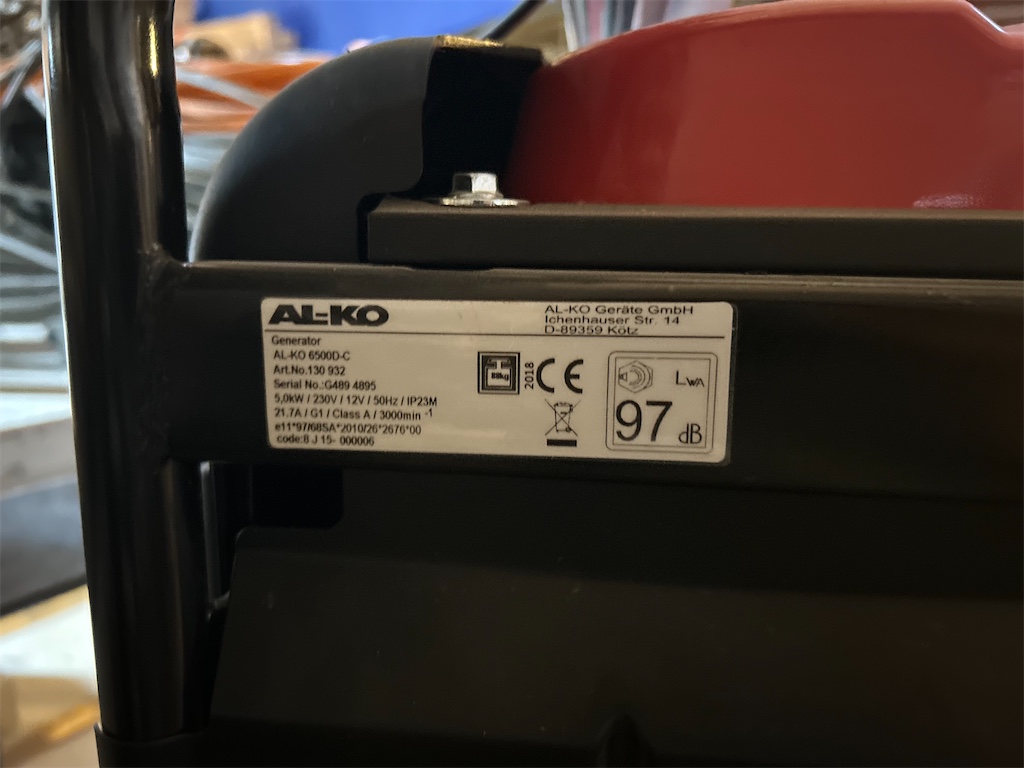 AL-KO
AL-KO Geräte GmbH
Ichenhauser Str. 14
D-89359 Kötz
Generator
AL-KO 6500D-C
Art.No.130 932
Serial No.:G489 4895
5,0kW / 230V / 12V / 50Hz / IP23M
21.7A / G1 / Class A / 3000min -1
e11*97/68SA*2010/26*2676*00
code:8 J 15- 000006
88kg
2018
CE
LWA
97 dB